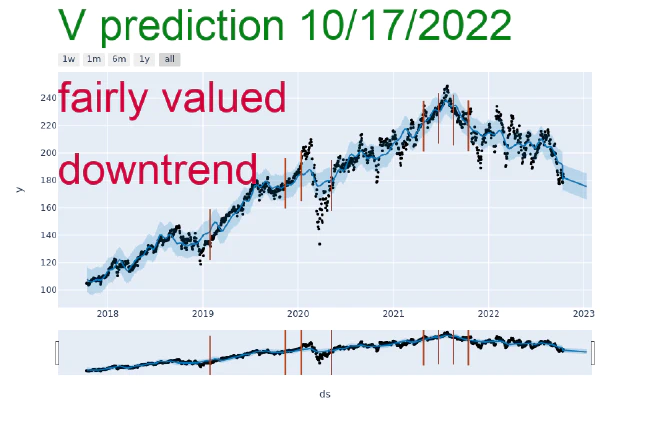 V prediction 10/17/2022
1w 1m 6m 1y all
fairly valued
downtrend
y
240
220
200
180
160
140
120
100
2018 2019 2020 2021 2022 2023
ds